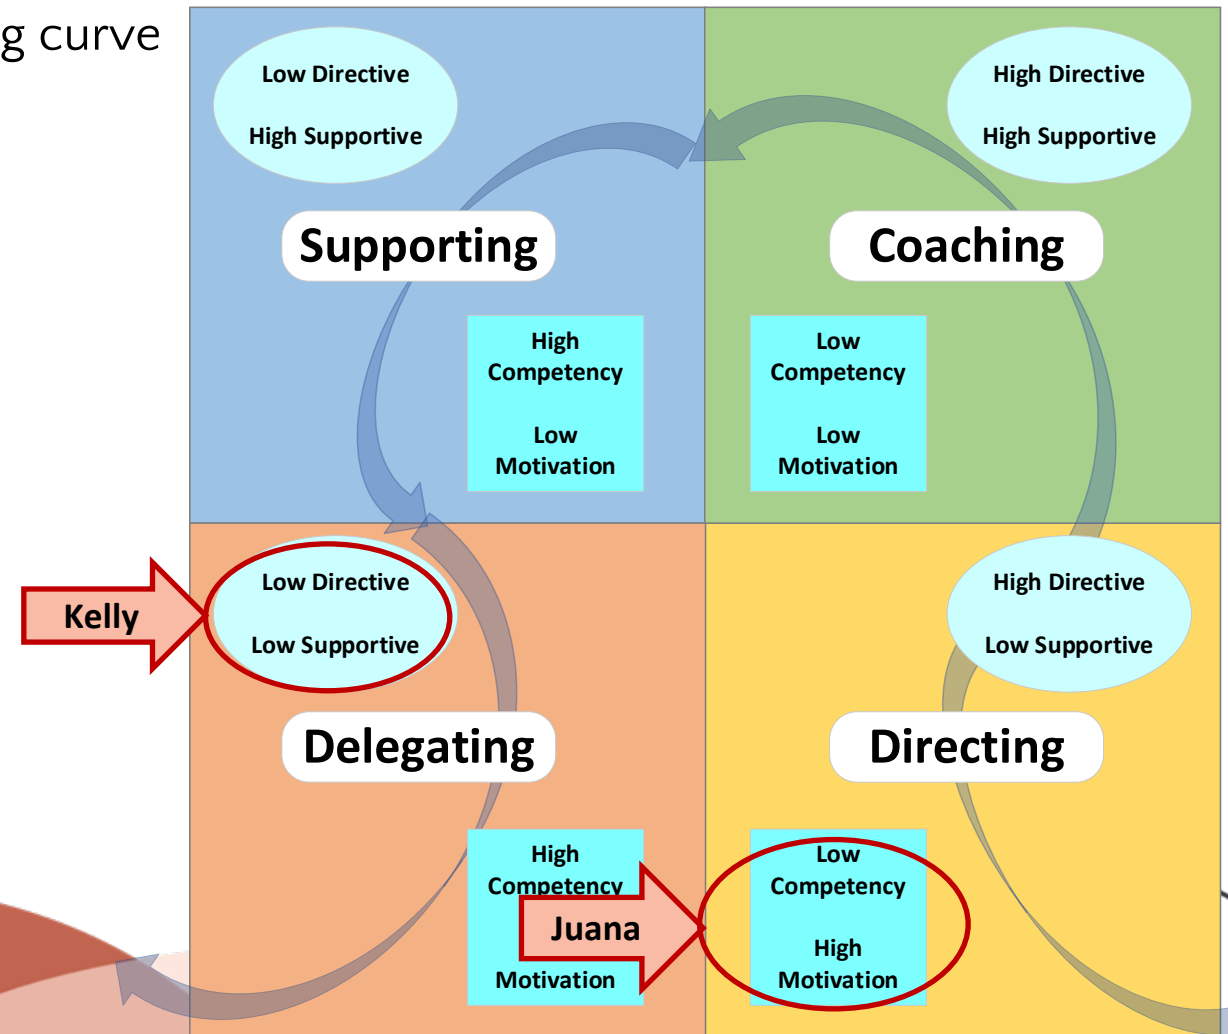 g curve
Low Directive
High Supportive
High Directive
High Supportive
Supporting
Coaching
High
Competency
Low
Motivation
Low
Competency
Low
Motivation
Kelly
Low Directive
Low Supportive
High Directive
Low Supportive
Delegating
Directing
High
Competency
Motivation
Juana
Low
Competency
High
Motivation